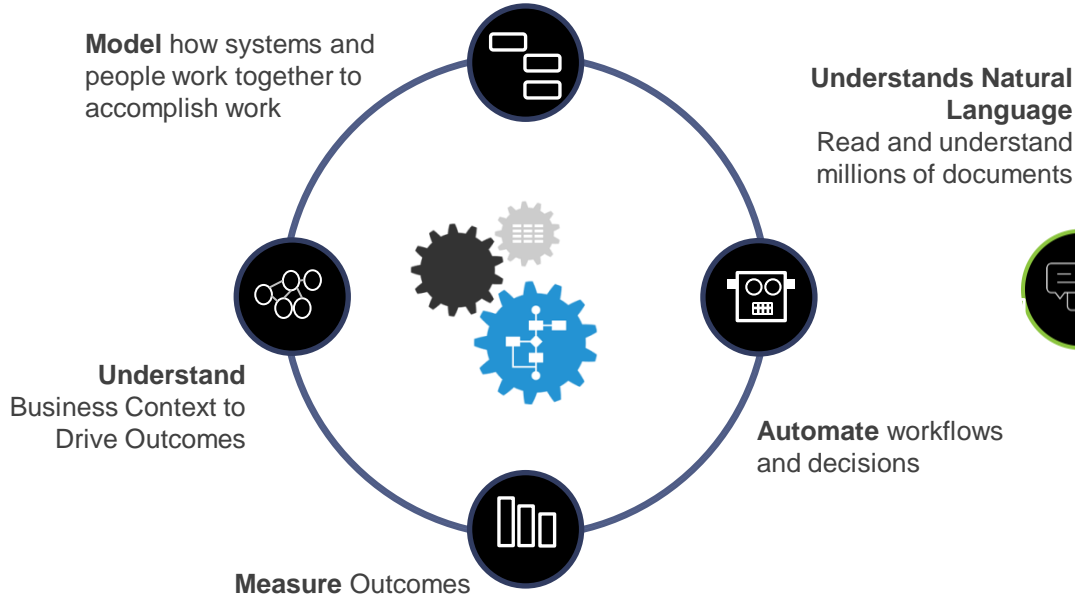 Model how systems and
people work together to
accomplish work
Understands Natural
Language
Read and understand
millions of documents
Understand
Business Context to
Drive Outcomes
Automate workflows
and decisions
Measure Outcomes